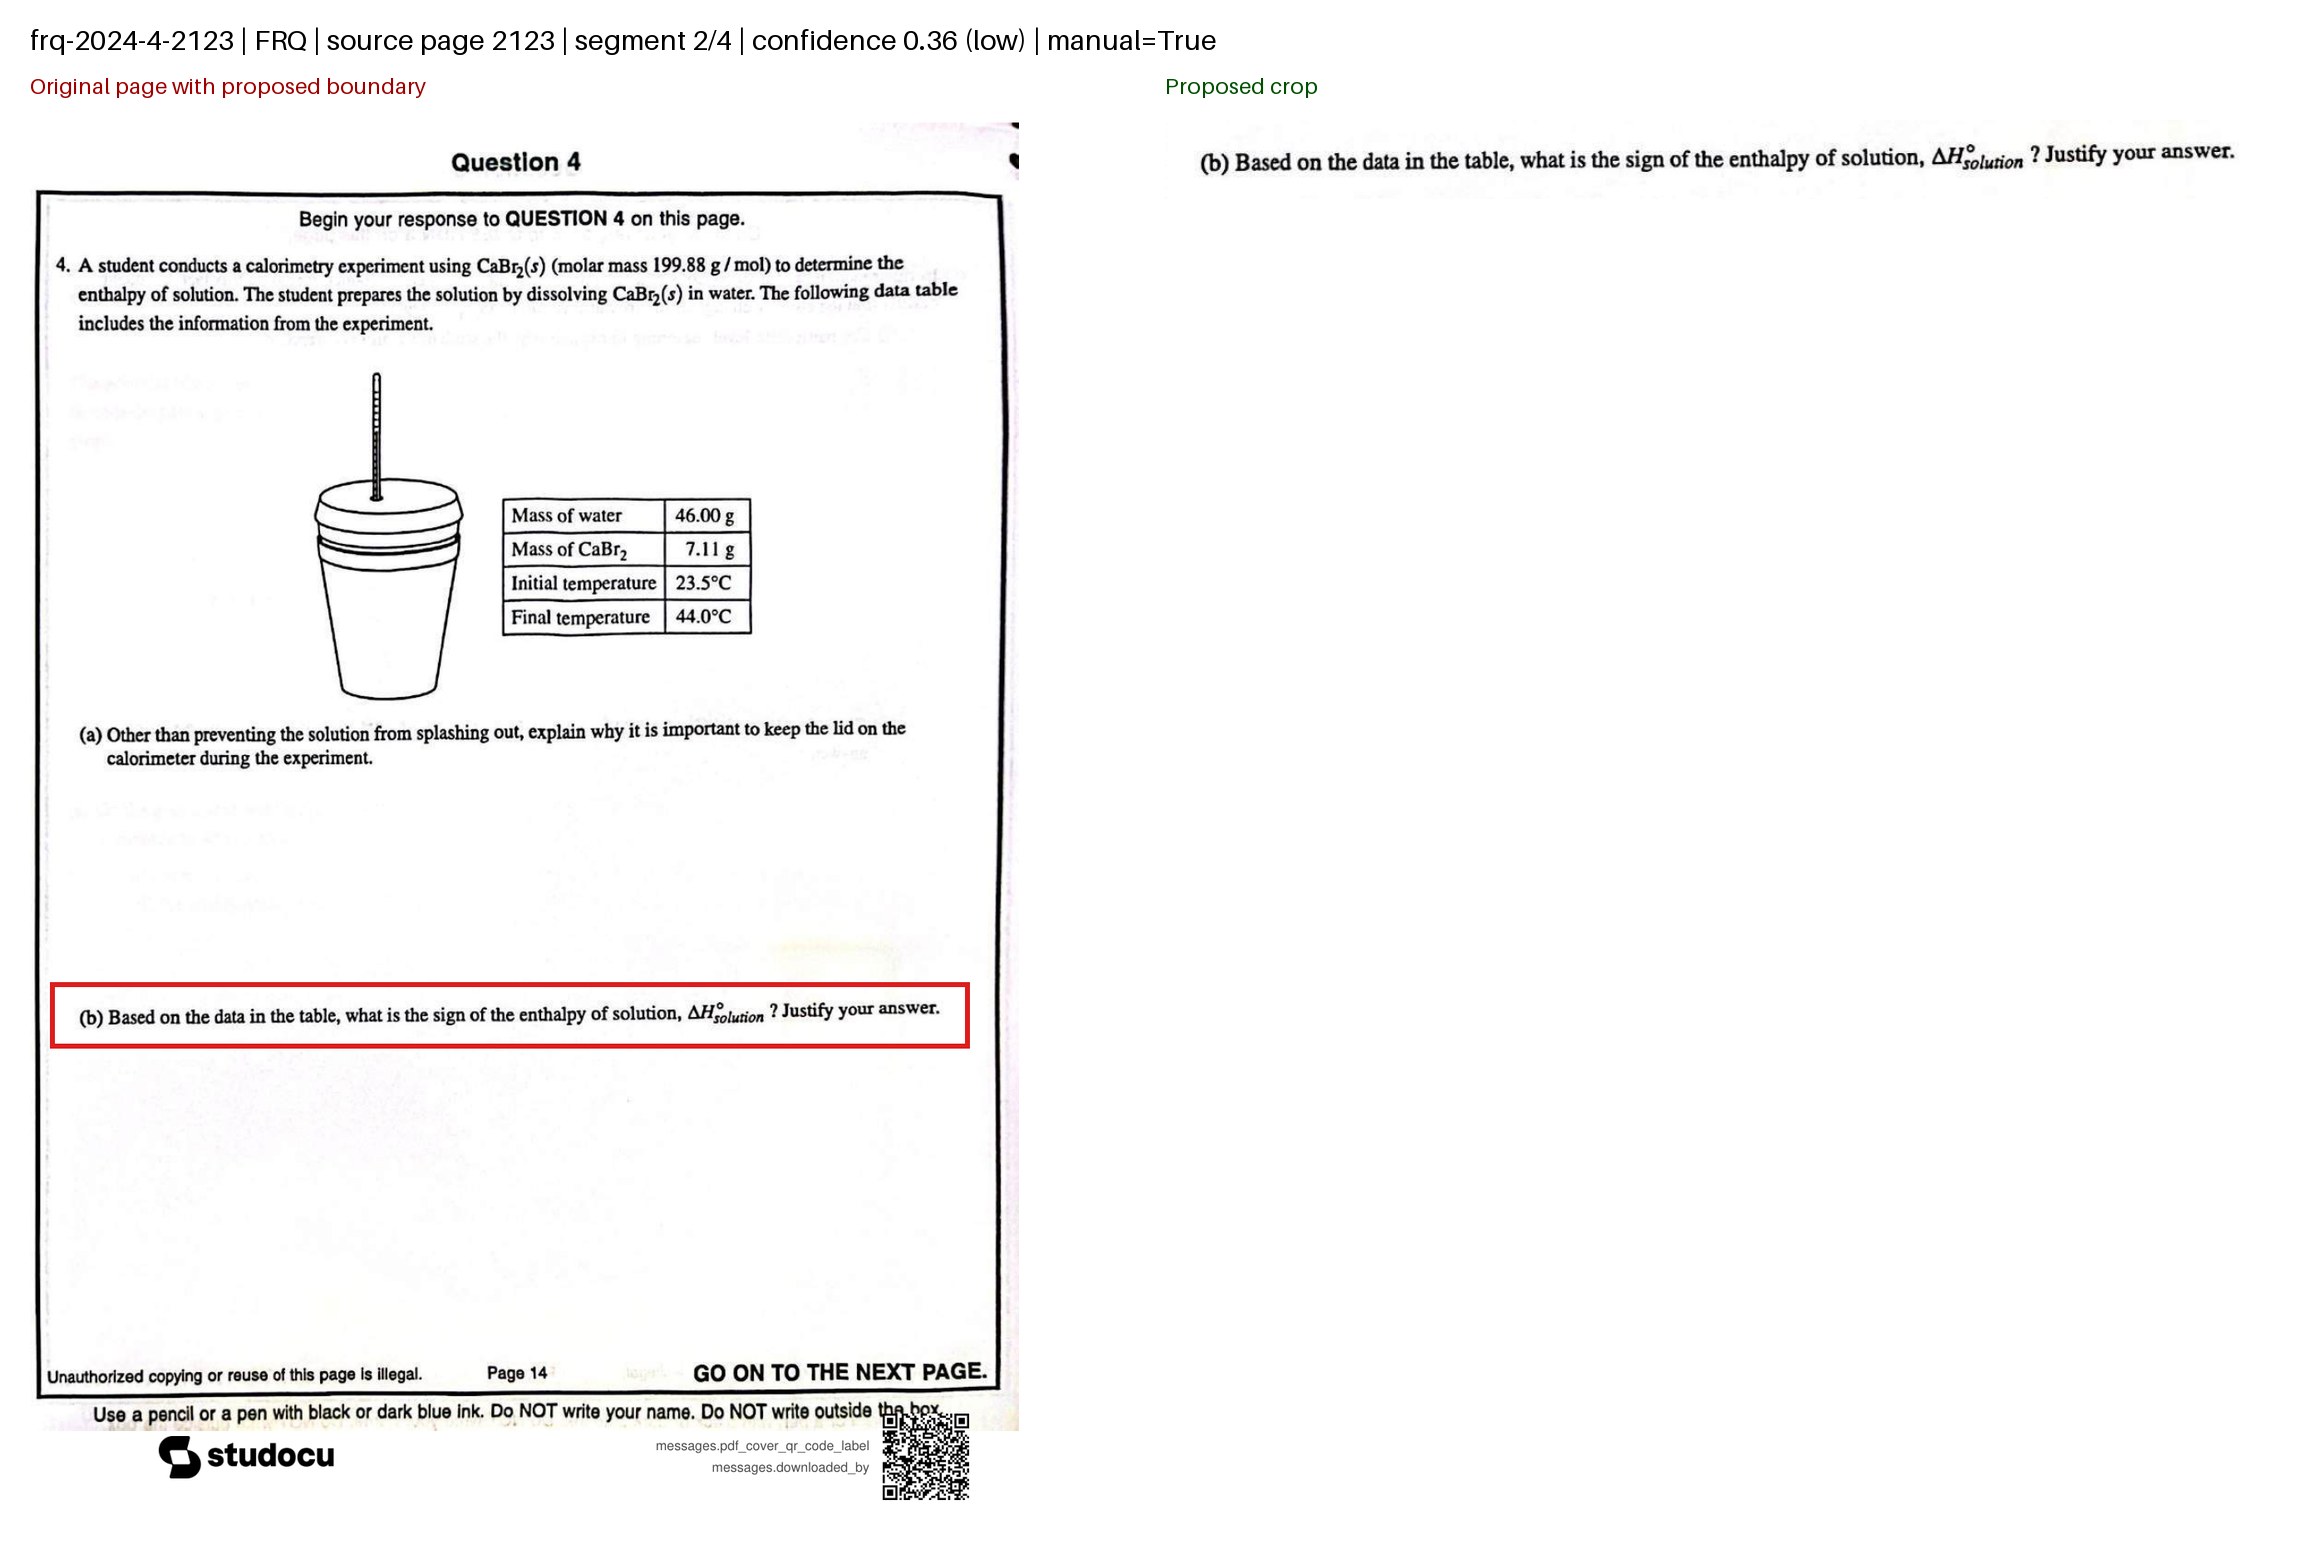 frq-2024-4-2123 | FRQ | source page 2123 | segment 2/4 | confidence 0.36 (low) | manual=True
Original page with proposed boundary
Proposed crop
Question 4
Begin your response to QUESTION 4 on this page.
4. A student conducts a calorimetry experiment using CaBr₂(s) (molar mass 199.88 g / mol) to determine the
enthalpy of solution. The student prepares the solution by dissolving CaBr₂(s) in water. The following data table
includes the information from the experiment.
Mass of water 46.00 g
Mass of CaBr₂ 7.11 g
Initial temperature 23.5°C
Final temperature 44.0°C
(a) Other than preventing the solution from splashing out, explain why it is important to keep the lid on the
calorimeter during the experiment.
(b) Based on the data in the table, what is the sign of the enthalpy of solution, ΔH°solution ? Justify your answer.
Unauthorized copying or reuse of this page is illegal. Page 14 GO ON TO THE NEXT PAGE.
Use a pencil or a pen with black or dark blue ink. Do NOT write your name. Do NOT write outside the box.
studocu
messages.pdf_cover_qr_code_label
messages.downloaded_by
(b) Based on the data in the table, what is the sign of the enthalpy of solution, ΔH°solution ? Justify your answer.